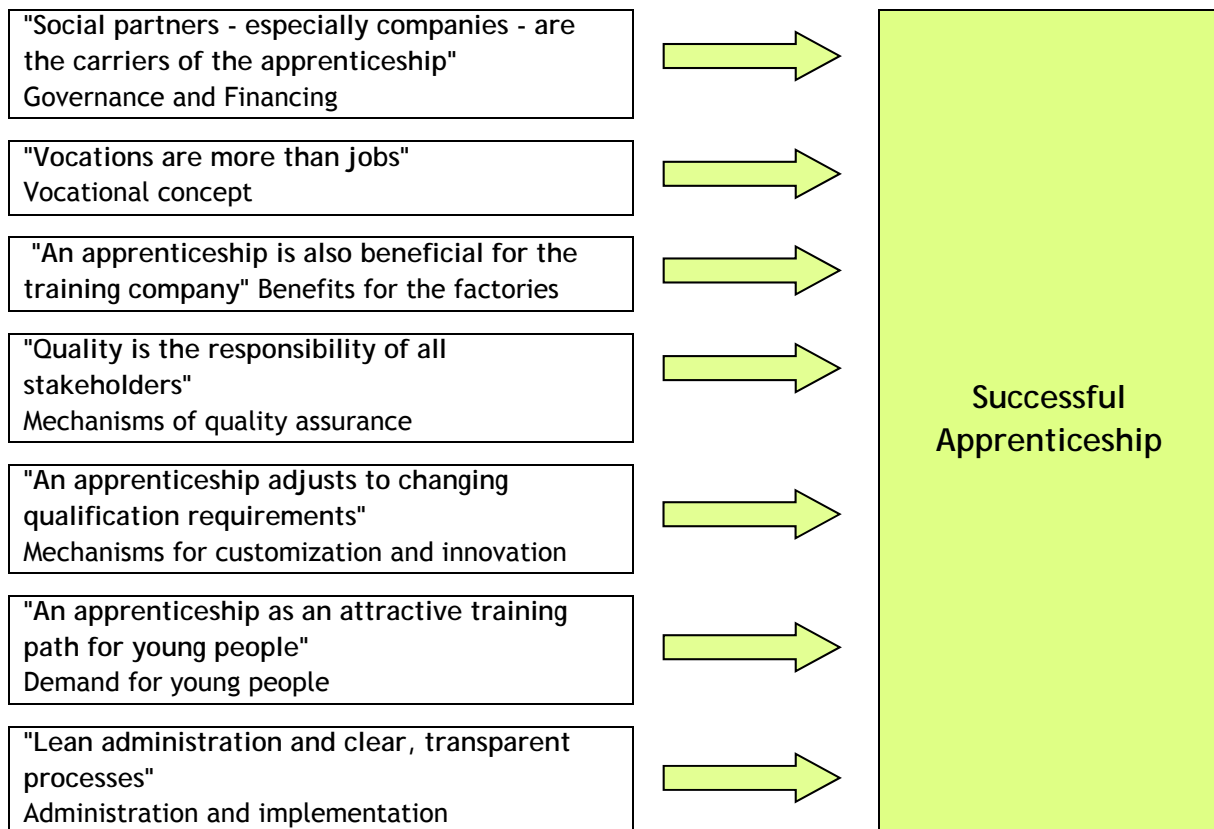 "Social partners - especially companies - are
the carriers of the apprenticeship"
Governance and Financing
"Vocations are more than jobs"
Vocational concept
"An apprenticeship is also beneficial for the
training company" Benefits for the factories
"Quality is the responsibility of all
stakeholders"
Mechanisms of quality assurance
"An apprenticeship adjusts to changing
qualification requirements"
Mechanisms for customization and innovation
"An apprenticeship as an attractive training
path for young people"
Demand for young people
"Lean administration and clear, transparent
processes"
Administration and implementation
Successful
Apprenticeship